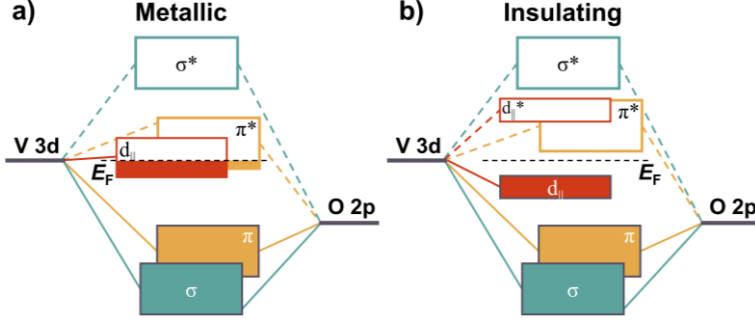 a) Metallic
σ*
V 3d
π*
d||
E_F
O 2p
π
σ
b) Insulating
σ*
d||*
π*
V 3d
E_F
d||
O 2p
π
σ